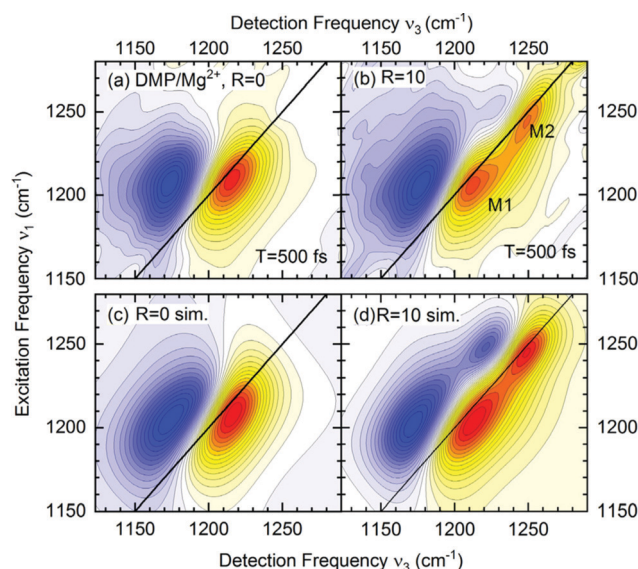 Detection Frequency ν3 (cm-1)
1150 1200 1250 1150 1200 1250
(a) DMP/Mg2+, R=0
(b) R=10
1250
1200
1150
1250
1200
1150
M2
M1
T=500 fs
T=500 fs
Excitation Frequency ν1 (cm-1)
(c) R=0 sim.
(d)R=10 sim.
1250
1200
1150
1250
1200
1150
1150 1200 1250 1150 1200 1250
Detection Frequency ν3 (cm-1)